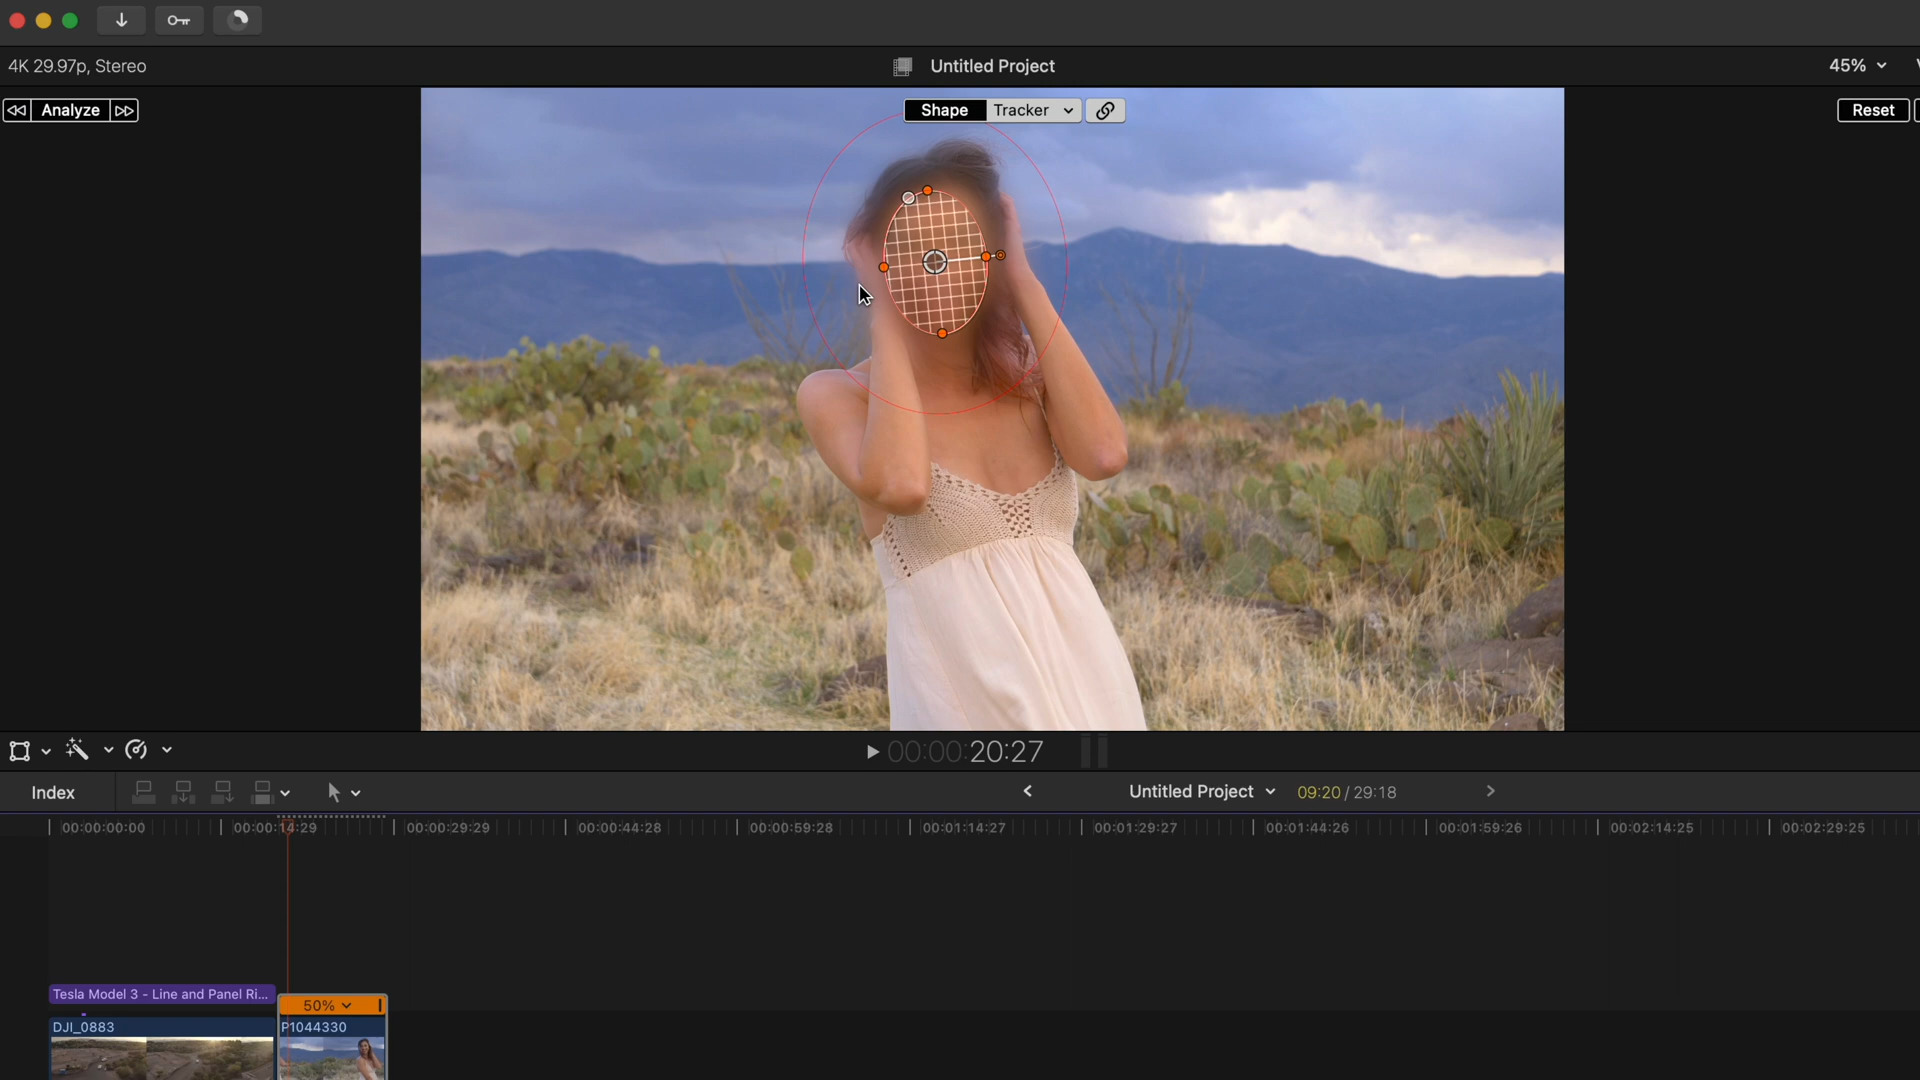 4K 29.97p, Stereo
Untitled Project
45%
Analyze
Shape
Tracker
Reset
00:00:20:27
Index
Untitled Project
09:20 / 29:18
00:00:00:00
00:00:14:29
00:00:29:29
00:00:44:28
00:00:59:28
00:01:14:27
00:01:29:27
00:01:44:26
00:01:59:26
00:02:14:25
00:02:29:25
Tesla Model 3 - Line and Panel Ri...
50%
DJI_0883
P1044330